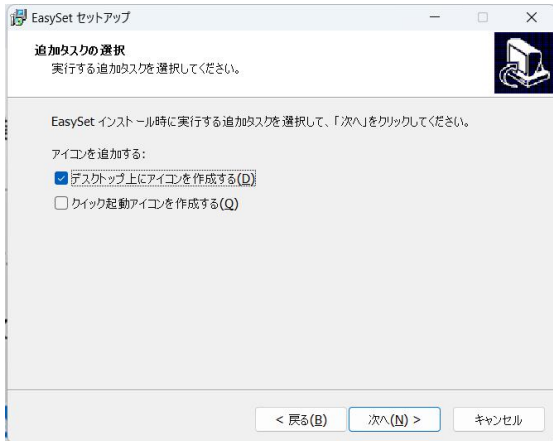 EasySet セットアップ
追加タスクの選択
実行する追加タスクを選択してください。
EasySet インストール時に実行する追加タスクを選択して、「次へ」をクリックしてください。
アイコンを追加する:
デスクトップ上にアイコンを作成する(D)
クイック起動アイコンを作成する(Q)
< 戻る(B)
次へ(N) >
キャンセル